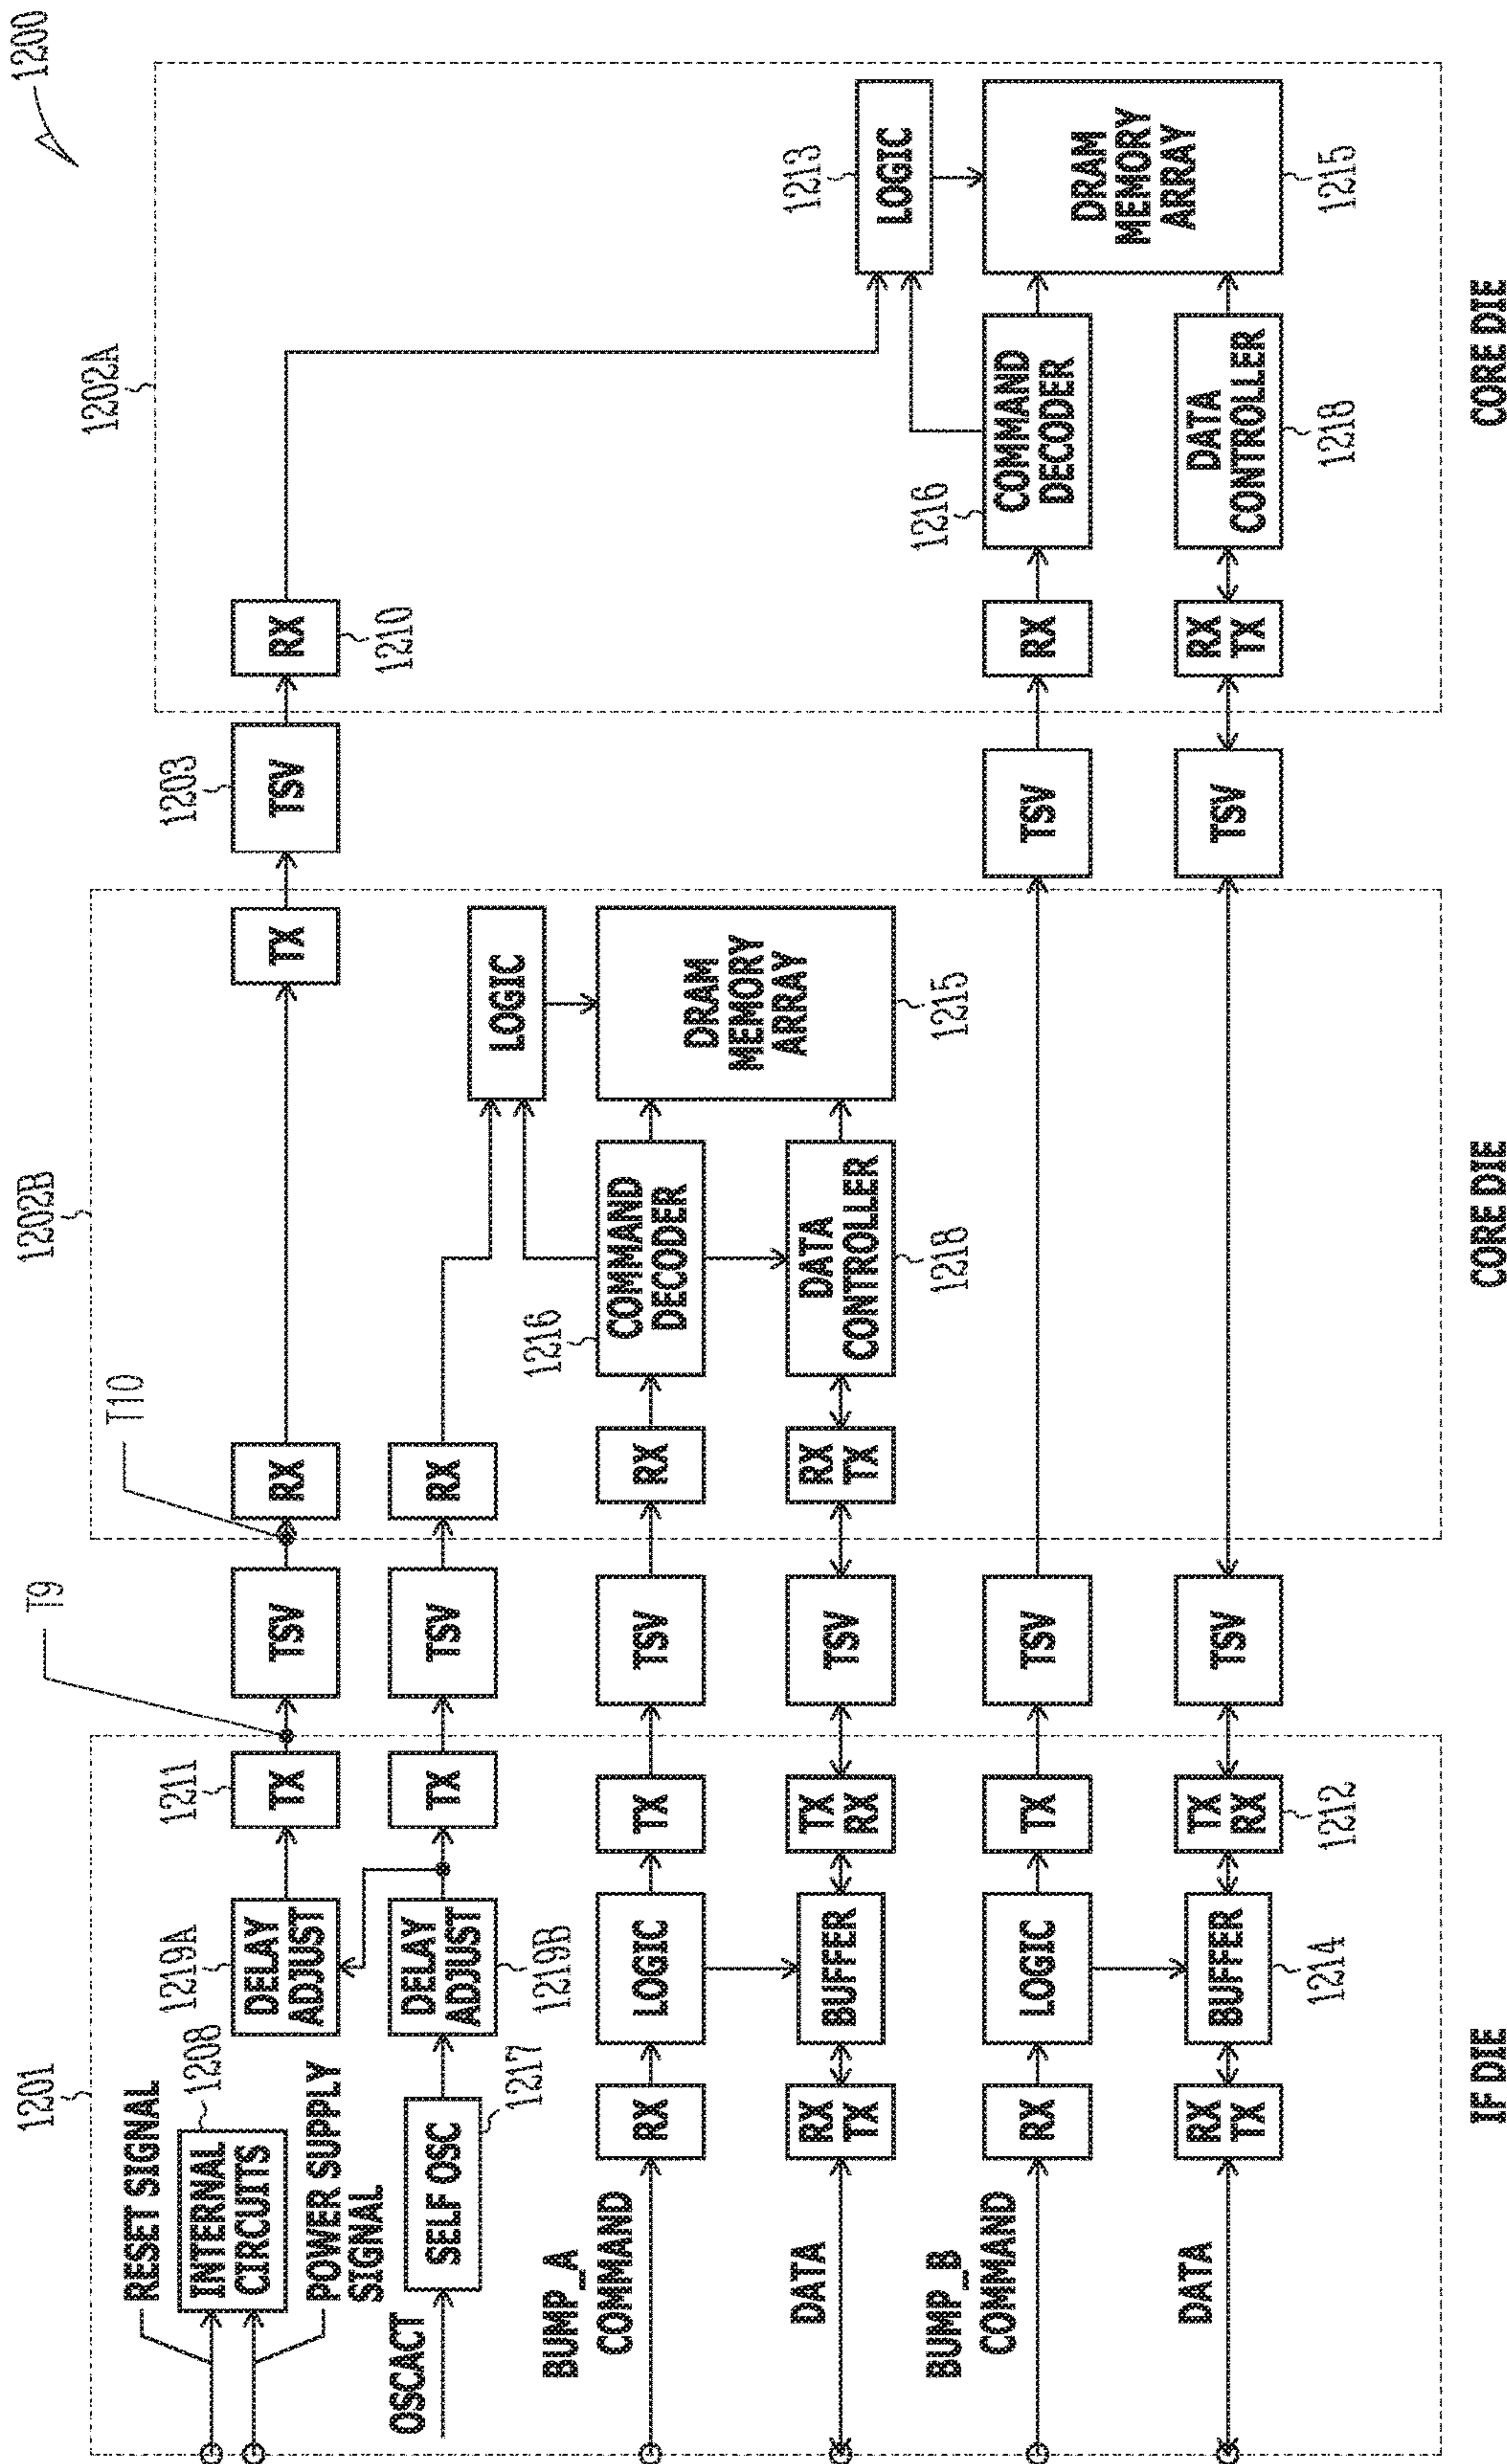 1200
1201
RESET SIGNAL
1208
INTERNAL
CIRCUITS
POWER SUPPLY
SIGNAL
1219A
DELAY
ADJUST
1211
TX
T9
TSV
T10
1202B
RX
TX
1203
TSV
1202A
RX
1210
OSCACT
SELF OSC
1217
DELAY
ADJUST
1219B
TX
TSV
RX
LOGIC
BUMP_A
COMMAND
RX
LOGIC
TX
TSV
RX
1216
COMMAND
DECODER
DRAM
MEMORY
ARRAY
1215
DATA
RX
TX
BUFFER
TX
RX
TSV
RX
TX
DATA
CONTROLLER
1218
1213
LOGIC
BUMP_B
COMMAND
RX
LOGIC
TX
TSV
TSV
RX
1216
COMMAND
DECODER
DRAM
MEMORY
ARRAY
1215
DATA
RX
TX
BUFFER
1214
TX
RX
1212
TSV
TSV
RX
TX
DATA
CONTROLLER
1218
IF DIE
CORE DIE
CORE DIE